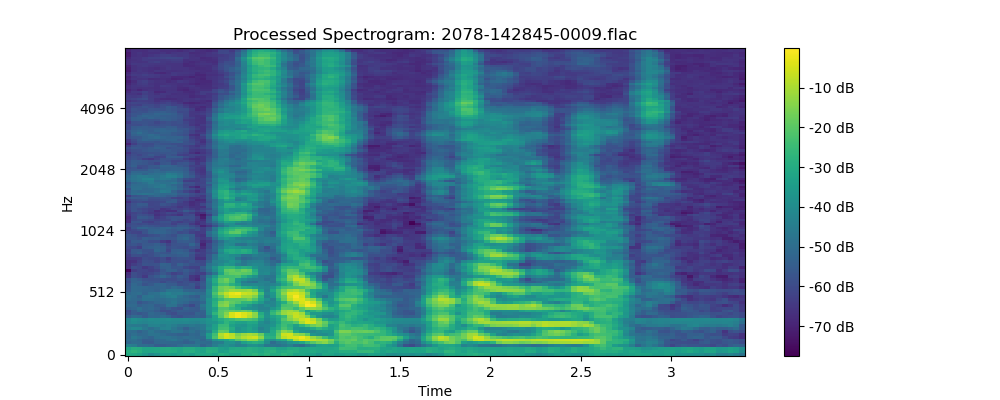 Processed Spectrogram: 2078-142845-0009.flac
Hz
4096
2048
1024
512
0
0
0.5
1
1.5
2
2.5
3
Time
-10 dB
-20 dB
-30 dB
-40 dB
-50 dB
-60 dB
-70 dB